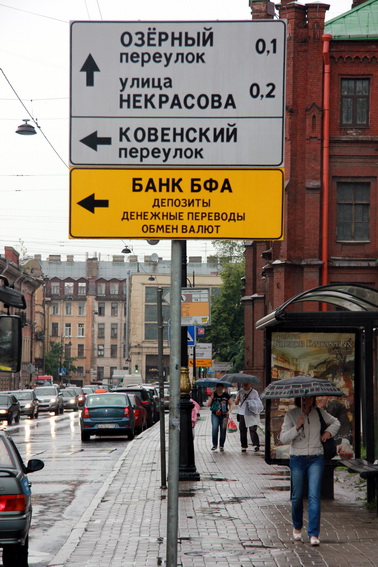 ОЗЁРНЫЙ
переулок 0,1
улица
НЕКРАСОВА 0,2
КОВЕНСКИЙ
переулок
БАНК БФА
ДЕПОЗИТЫ
ДЕНЕЖНЫЕ ПЕРЕВОДЫ
ОБМЕН ВАЛЮТ